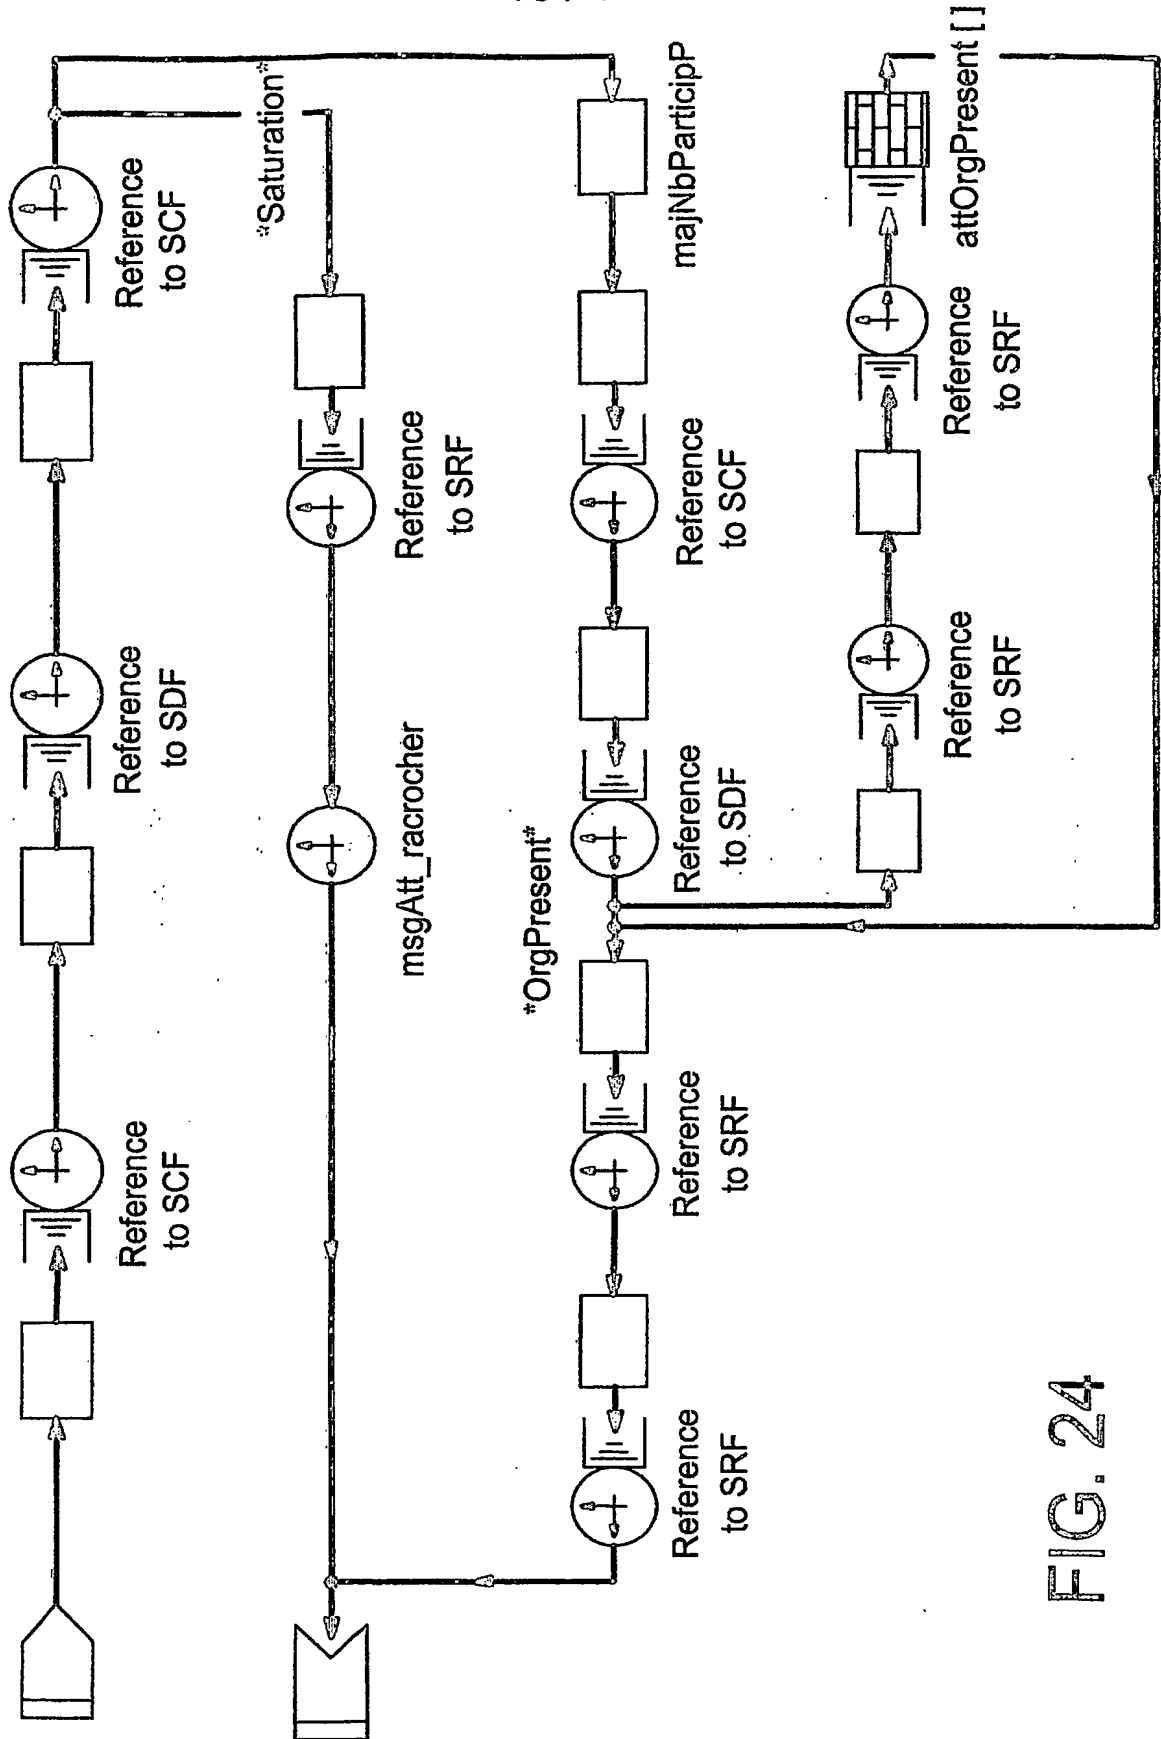 Reference
to SCF
Reference
to SDF
Reference
to SCF
*Saturation*
msgAtt_racrocher
Reference
to SRF
*OrgPresent*
Reference
to SRF
Reference
to SRF
Reference
to SDF
Reference
to SCF
majNbParticipP
Reference
to SRF
Reference
to SRF
attOrgPresent [ ]
FIG. 24